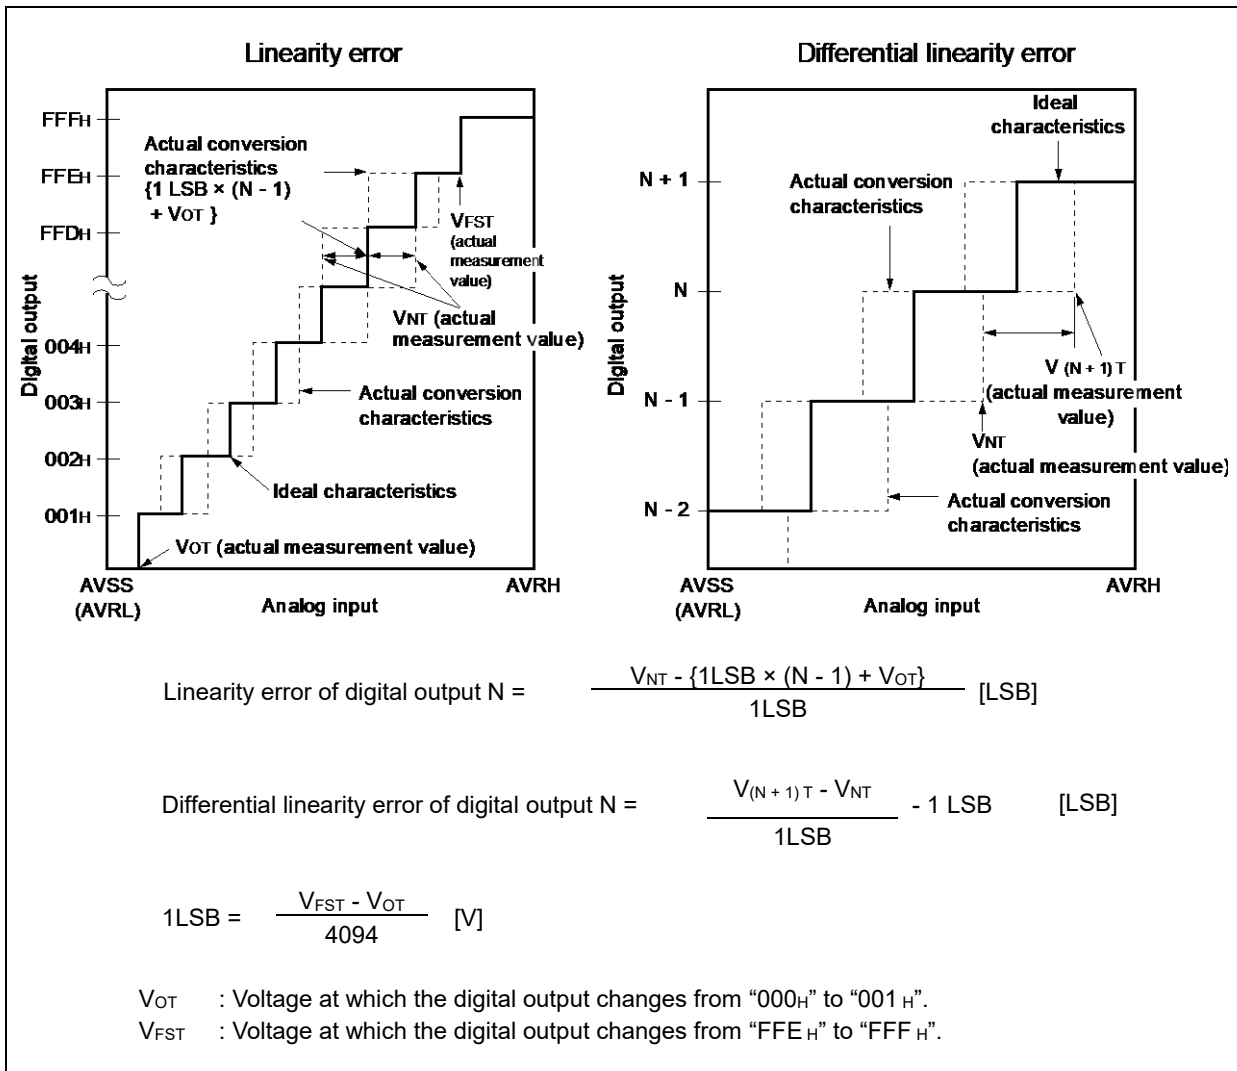 Linearity error
FFFH
FFEH
FFDH
004H
003H
002H
001H
Digital output
Actual conversion
characteristics
{1 LSB × (N - 1)
+ VOT }
VFST
(actual
measurement
value)
VNT (actual
measurement value)
Actual conversion
characteristics
Ideal characteristics
VOT (actual measurement value)
AVSS
(AVRL)
Analog input
AVRH
Differential linearity error
N + 1
N
N - 1
N - 2
Digital output
Ideal
characteristics
Actual conversion
characteristics
V (N + 1) T
(actual measurement
value)
VNT
(actual measurement value)
Actual conversion
characteristics
AVSS
(AVRL)
Analog input
AVRH
Linearity error of digital output N =
VNT - {1LSB × (N - 1) + VOT}
1LSB
[LSB]
Differential linearity error of digital output N =
V(N + 1) T - VNT
1LSB
- 1 LSB
[LSB]
1LSB =
VFST - VOT
4094
[V]
VOT : Voltage at which the digital output changes from “000H” to “001 H”.
VFST : Voltage at which the digital output changes from “FFE H” to “FFF H”.